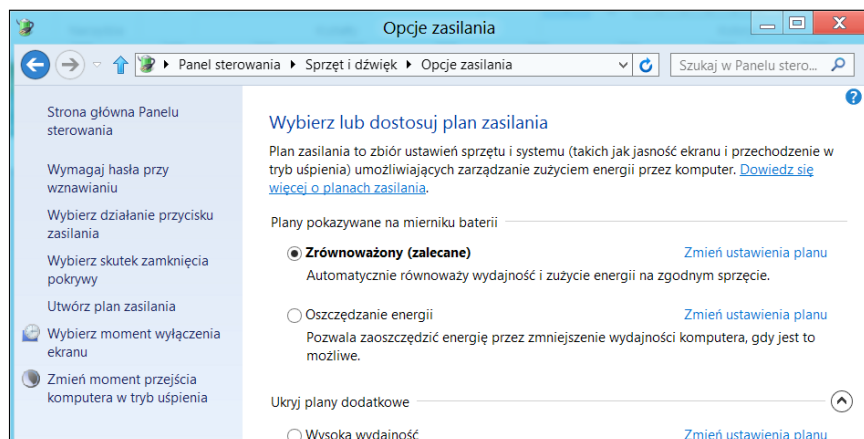 Opcje zasilania
Panel sterowania ▸ Sprzęt i dźwięk ▸ Opcje zasilania
Szukaj w Panelu stero...
Strona główna Panelu
sterowania
Wymagaj hasła przy
wznawianiu
Wybierz działanie przycisku
zasilania
Wybierz skutek zamknięcia
pokrywy
Utwórz plan zasilania
Wybierz moment wyłączenia
ekranu
Zmień moment przejścia
komputera w tryb uśpienia
Wybierz lub dostosuj plan zasilania
Plan zasilania to zbiór ustawień sprzętu i systemu (takich jak jasność ekranu i przechodzenie w
tryb uśpienia) umożliwiających zarządzanie zużyciem energii przez komputer. Dowiedz się
więcej o planach zasilania.
Plany pokazywane na mierniku baterii
Zrównoważony (zalecane) Zmień ustawienia planu
Automatycznie równoważy wydajność i zużycie energii na zgodnym sprzęcie.
Oszczędzanie energii Zmień ustawienia planu
Pozwala zaoszczędzić energię przez zmniejszenie wydajności komputera, gdy jest to
możliwe.
Ukryj plany dodatkowe
Wysoka wydajność Zmień ustawienia planu